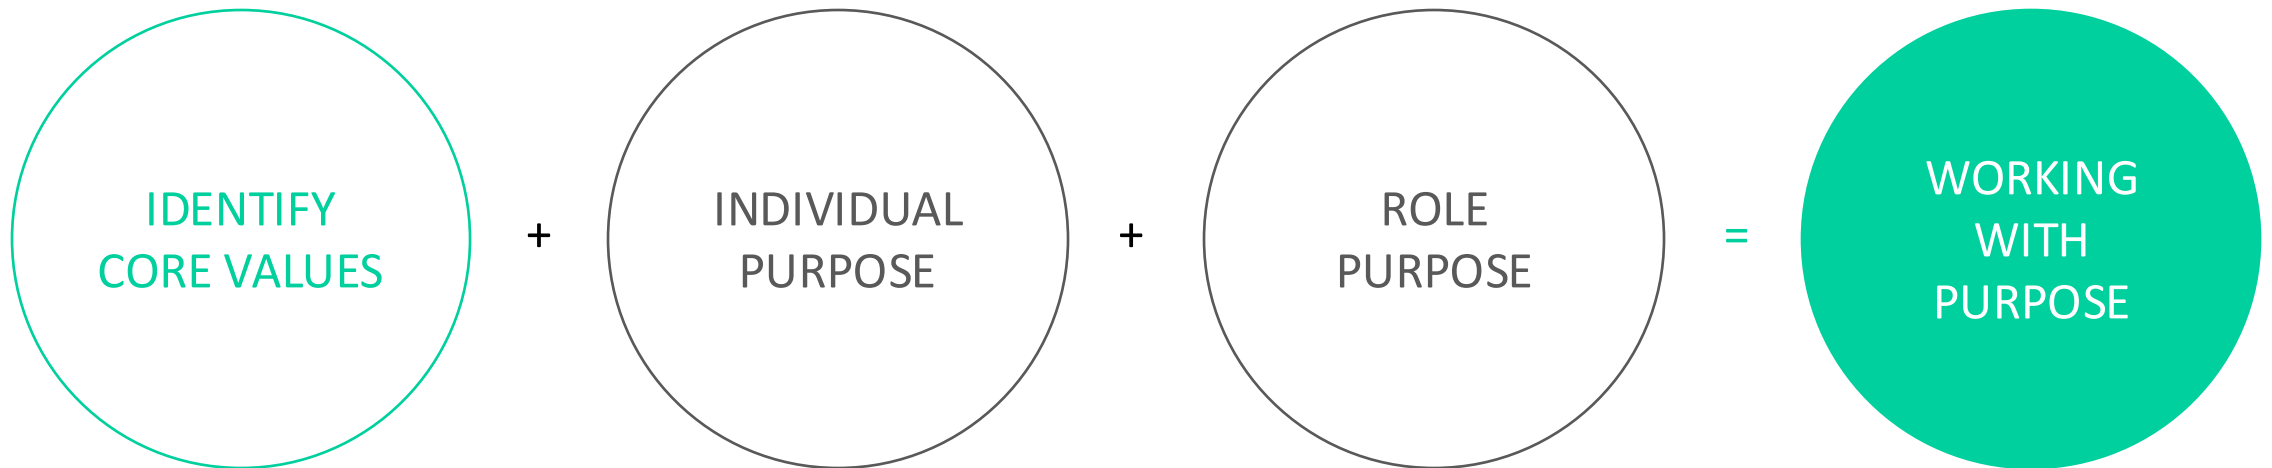 IDENTIFY
CORE VALUES
+
INDIVIDUAL
PURPOSE
+
ROLE
PURPOSE
=
WORKING
WITH
PURPOSE